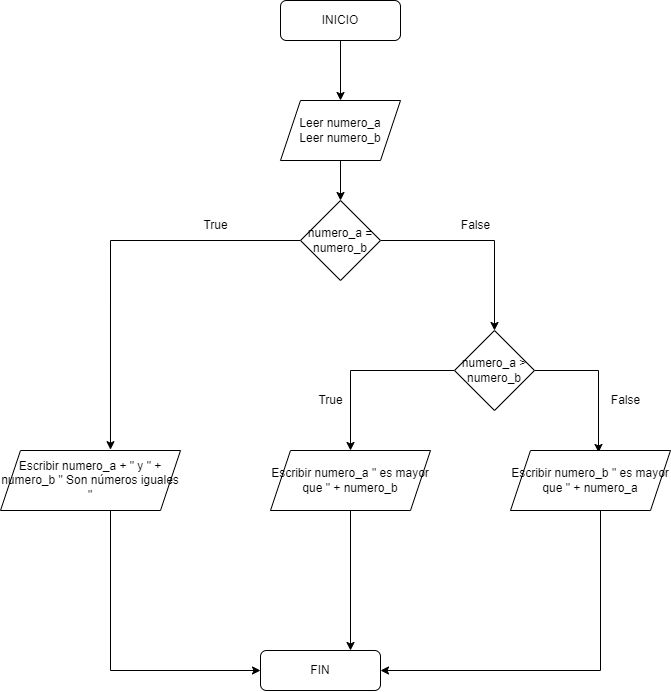 INICIO
Leer numero_a
Leer numero_b
True
False
numero_a =
numero_b
numero_a >
numero_b
True
False
Escribir numero_a + " y " +
numero_b " Son números iguales
"
Escribir numero_a " es mayor
que " + numero_b
Escribir numero_b " es mayor
que " + numero_a
FIN